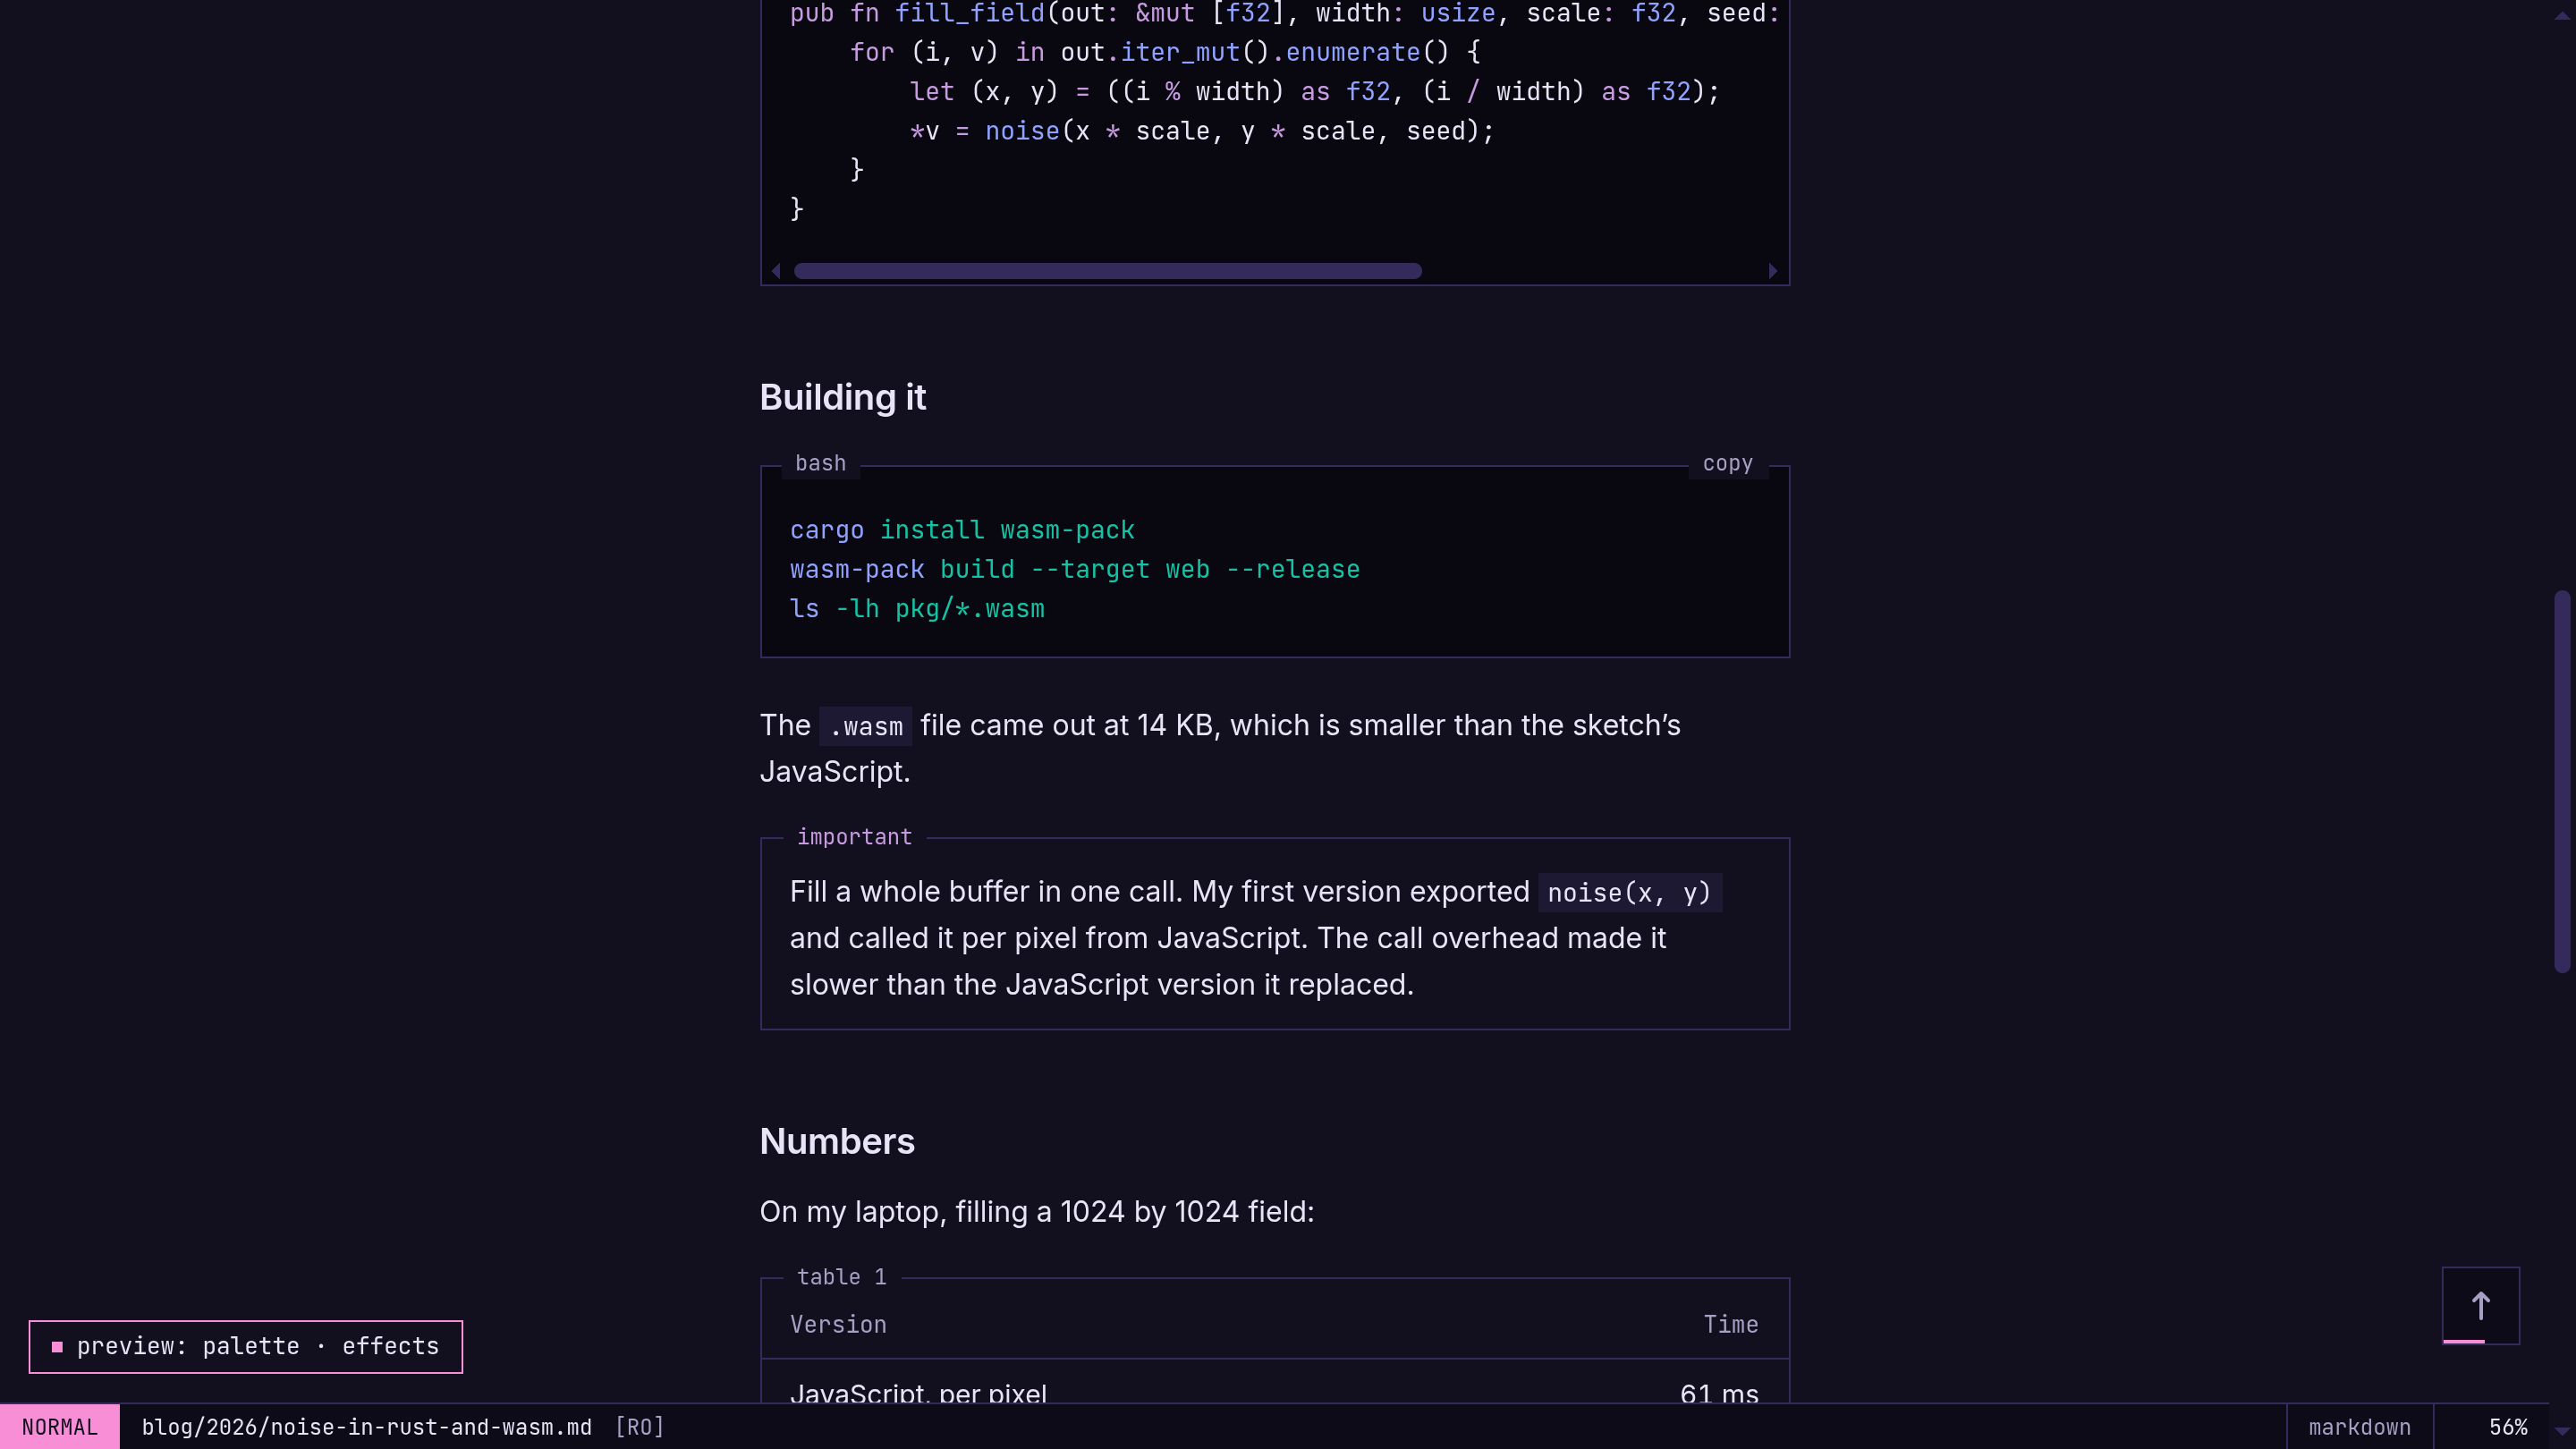 pub fn fill_field(out: &mut [f32], width: usize, scale: f32, seed:
    for (i, v) in out.iter_mut().enumerate() {
        let (x, y) = ((i % width) as f32, (i / width) as f32);
        *v = noise(x * scale, y * scale, seed);
    }
}
Building it
bash copy
cargo install wasm-pack
wasm-pack build --target web --release
ls -lh pkg/*.wasm
The .wasm file came out at 14 KB, which is smaller than the sketch’s
JavaScript.
important
Fill a whole buffer in one call. My first version exported noise(x, y)
and called it per pixel from JavaScript. The call overhead made it
slower than the JavaScript version it replaced.
Numbers
On my laptop, filling a 1024 by 1024 field:
table 1
Version Time
JavaScript, per pixel 61 ms
↑
preview: palette · effects
NORMAL blog/2026/noise-in-rust-and-wasm.md [RO] markdown 56%